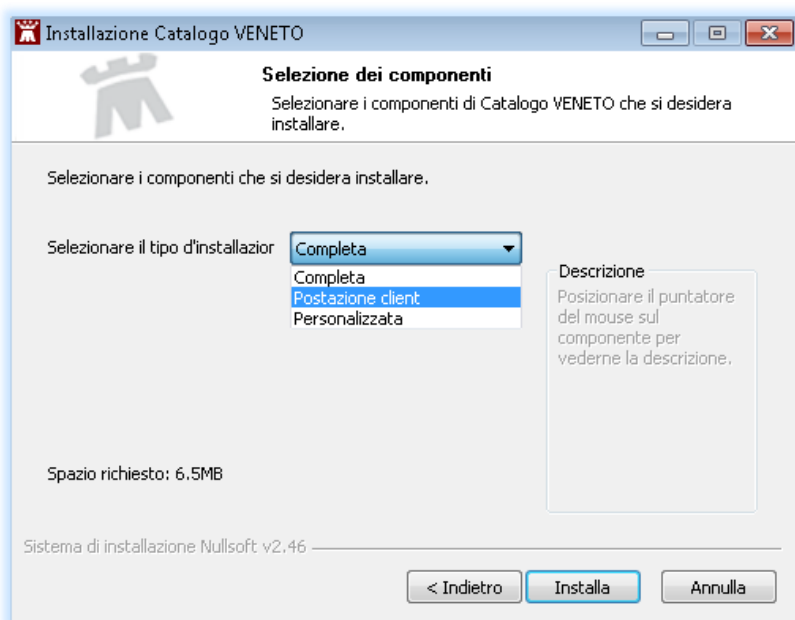 Installazione Catalogo VENETO
Selezione dei componenti
Selezionare i componenti di Catalogo VENETO che si desidera
installare.
Selezionare i componenti che si desidera installare.
Selezionare il tipo d'installazior
Completa
Completa
Postazione client
Personalizzata
Descrizione
Posizionare il puntatore
del mouse sul
componente per
vederne la descrizione.
Spazio richiesto: 6.5MB
Sistema di installazione Nullsoft v2.46
< Indietro
Installa
Annulla